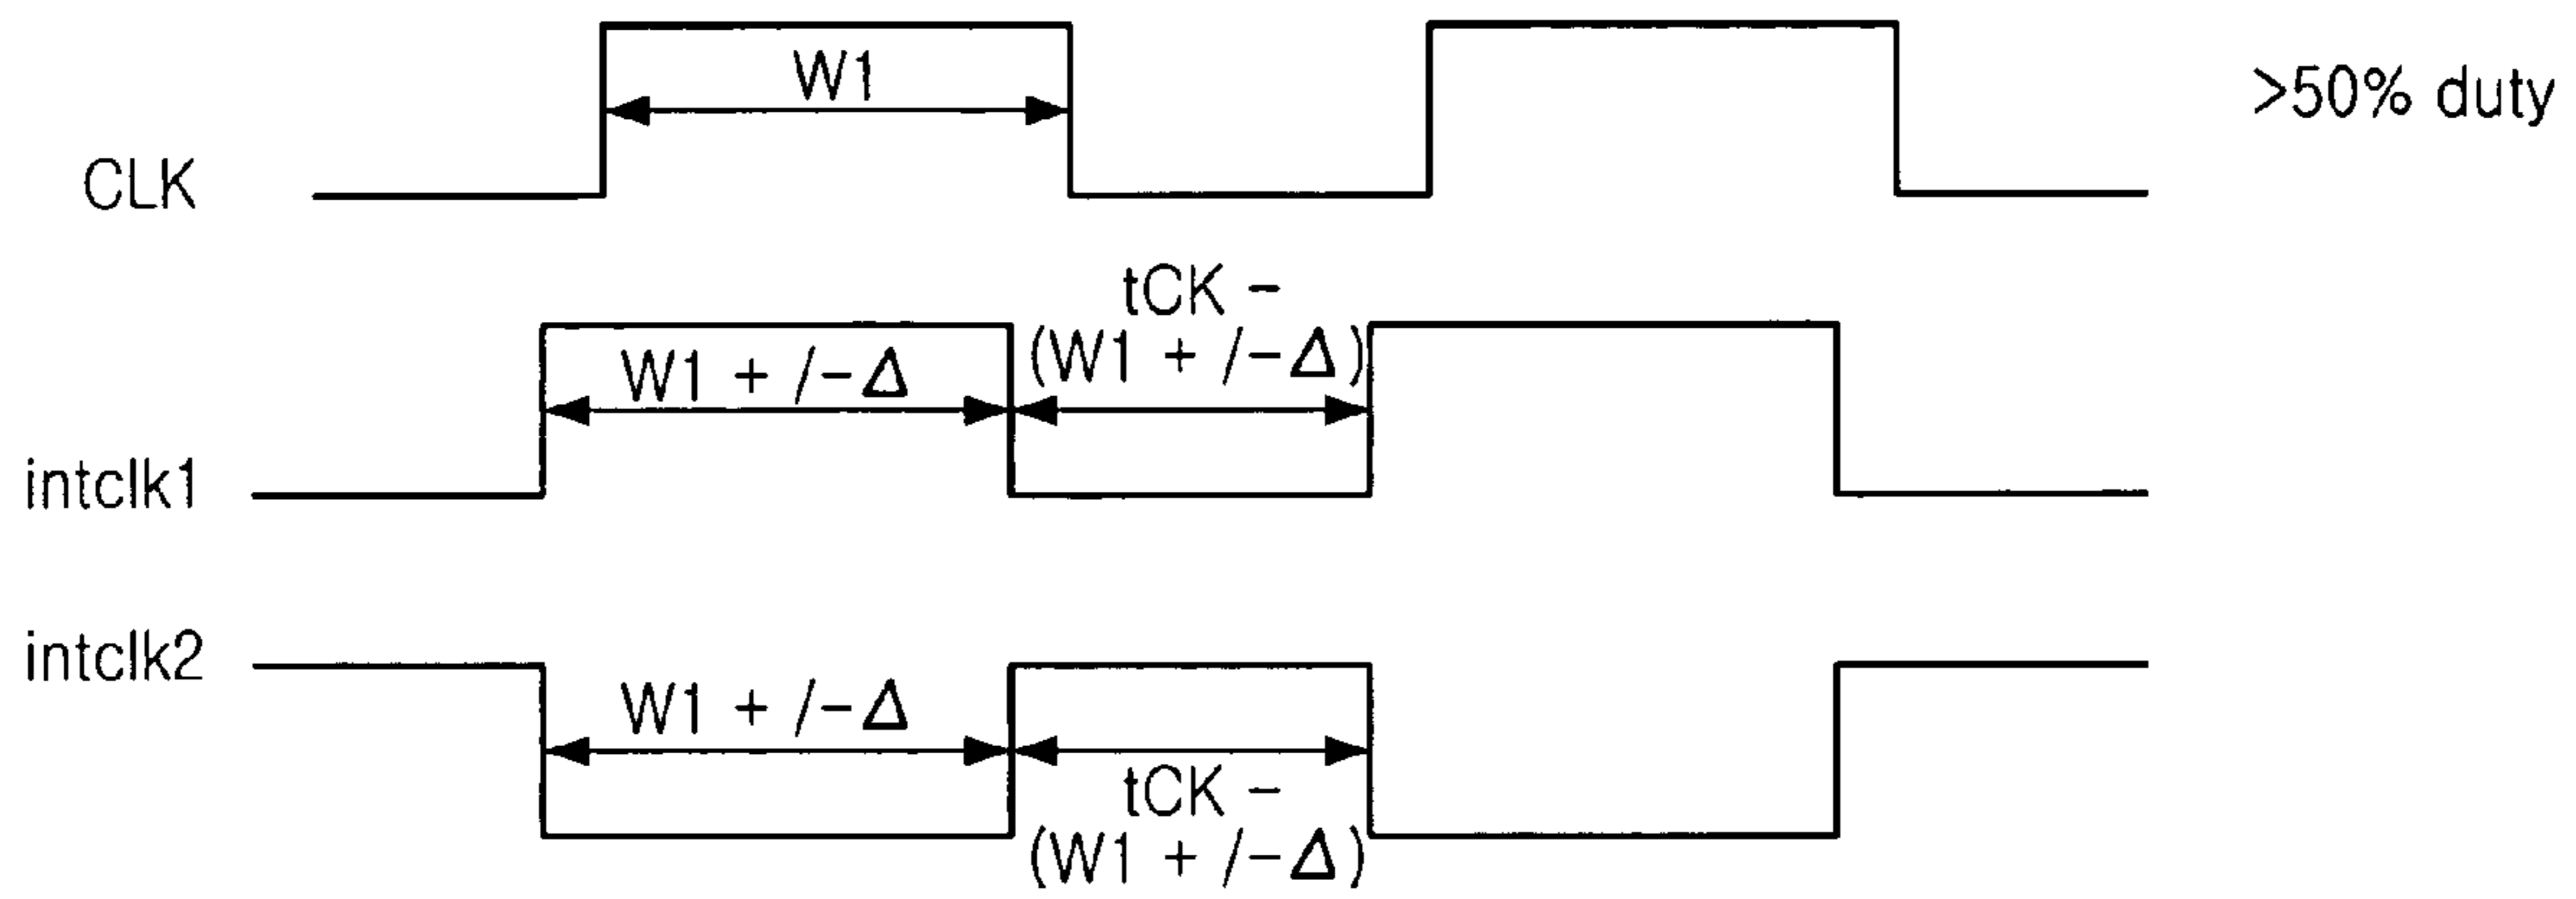 W1
>50% duty
CLK
tCK −
(W1 + /−Δ)
W1 + /−Δ
intclk1
intclk2
W1 + /−Δ
tCK −
(W1 + /−Δ)